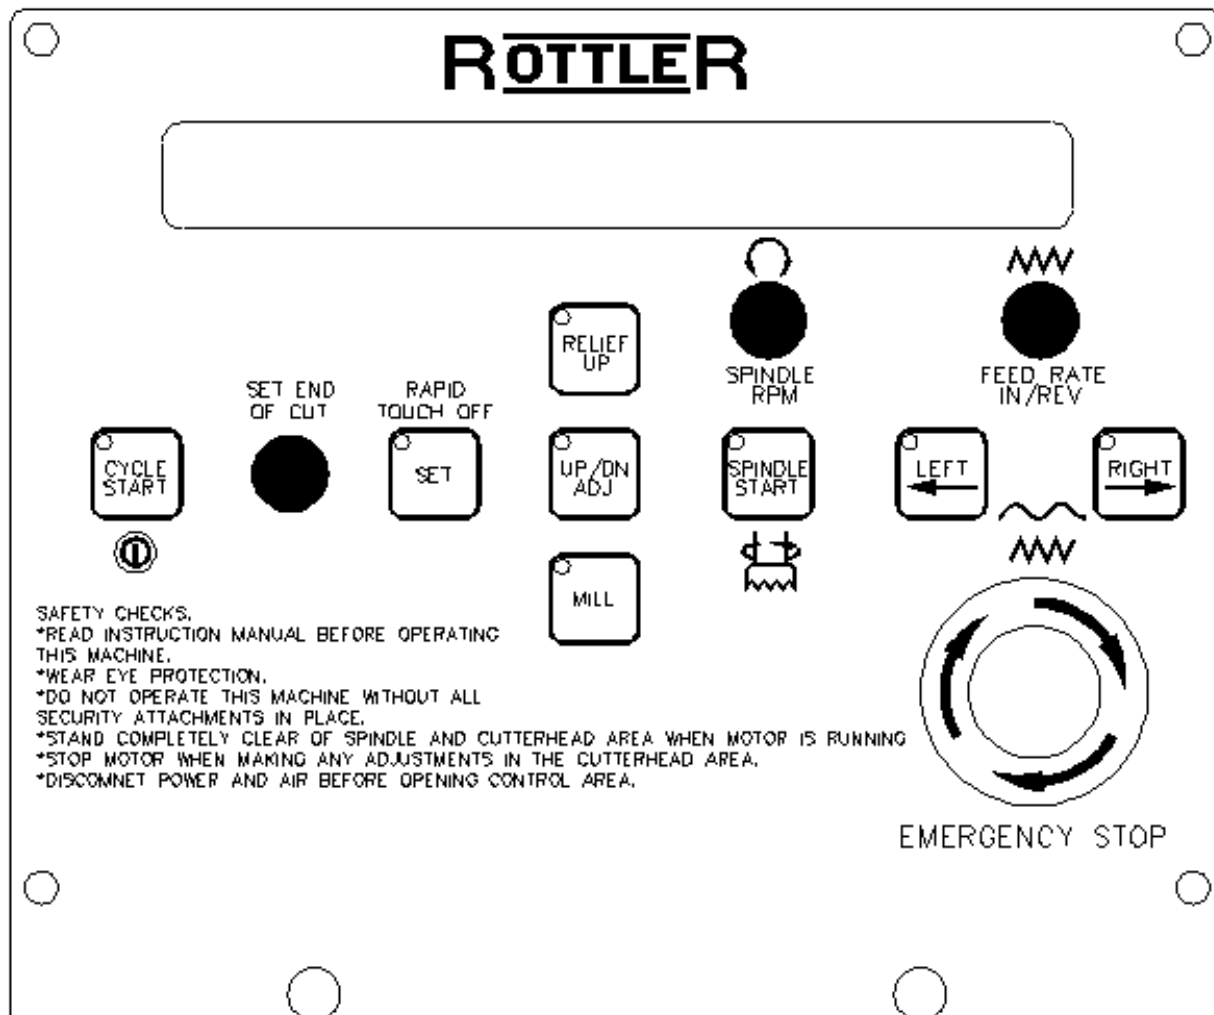 ROTTLER
RELIEF
UP
SPINDLE
RPM
FEED RATE
IN/REV
SET END
OF CUT
RAPID
TOUCH OFF
CYCLE
START
SET
UP/DN
ADJ
SPINDLE
START
LEFT
RIGHT
MILL
SAFETY CHECKS.
*READ INSTRUCTION MANUAL BEFORE OPERATING
THIS MACHINE.
*WEAR EYE PROTECTION.
*DO NOT OPERATE THIS MACHINE WITHOUT ALL
SECURITY ATTACHMENTS IN PLACE.
*STAND COMPLETELY CLEAR OF SPINDLE AND CUTTERHEAD AREA WHEN MOTOR IS RUNNING
*STOP MOTOR WHEN MAKING ANY ADJUSTMENTS IN THE CUTTERHEAD AREA.
*DISCOMNET POWER AND AIR BEFORE OPENING CONTROL AREA.
EMERGENCY STOP